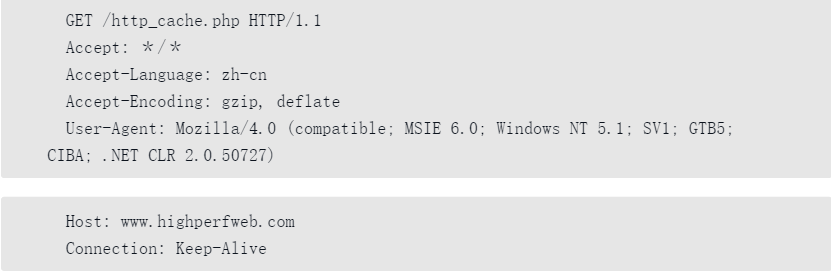 GET /http_cache.php HTTP/1.1
Accept: */*
Accept-Language: zh-cn
Accept-Encoding: gzip, deflate
User-Agent: Mozilla/4.0 (compatible; MSIE 6.0; Windows NT 5.1; SV1; GTB5;
CIBA; .NET CLR 2.0.50727)
Host: www.highperfweb.com
Connection: Keep-Alive